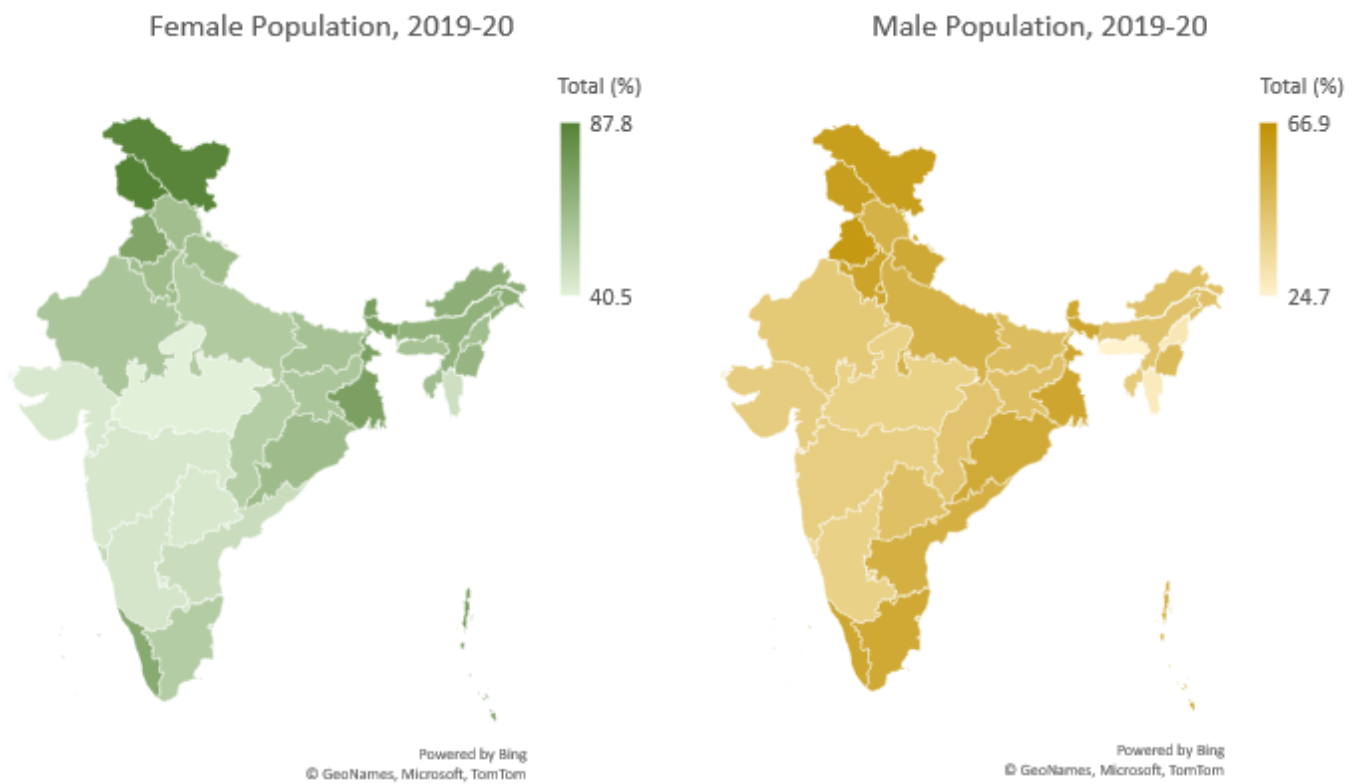 Female Population, 2019-20
Total (%)
87.8
40.5
Powered by Bing
© GeoNames, Microsoft, TomTom
Male Population, 2019-20
Total (%)
66.9
24.7
Powered by Bing
© GeoNames, Microsoft, TomTom